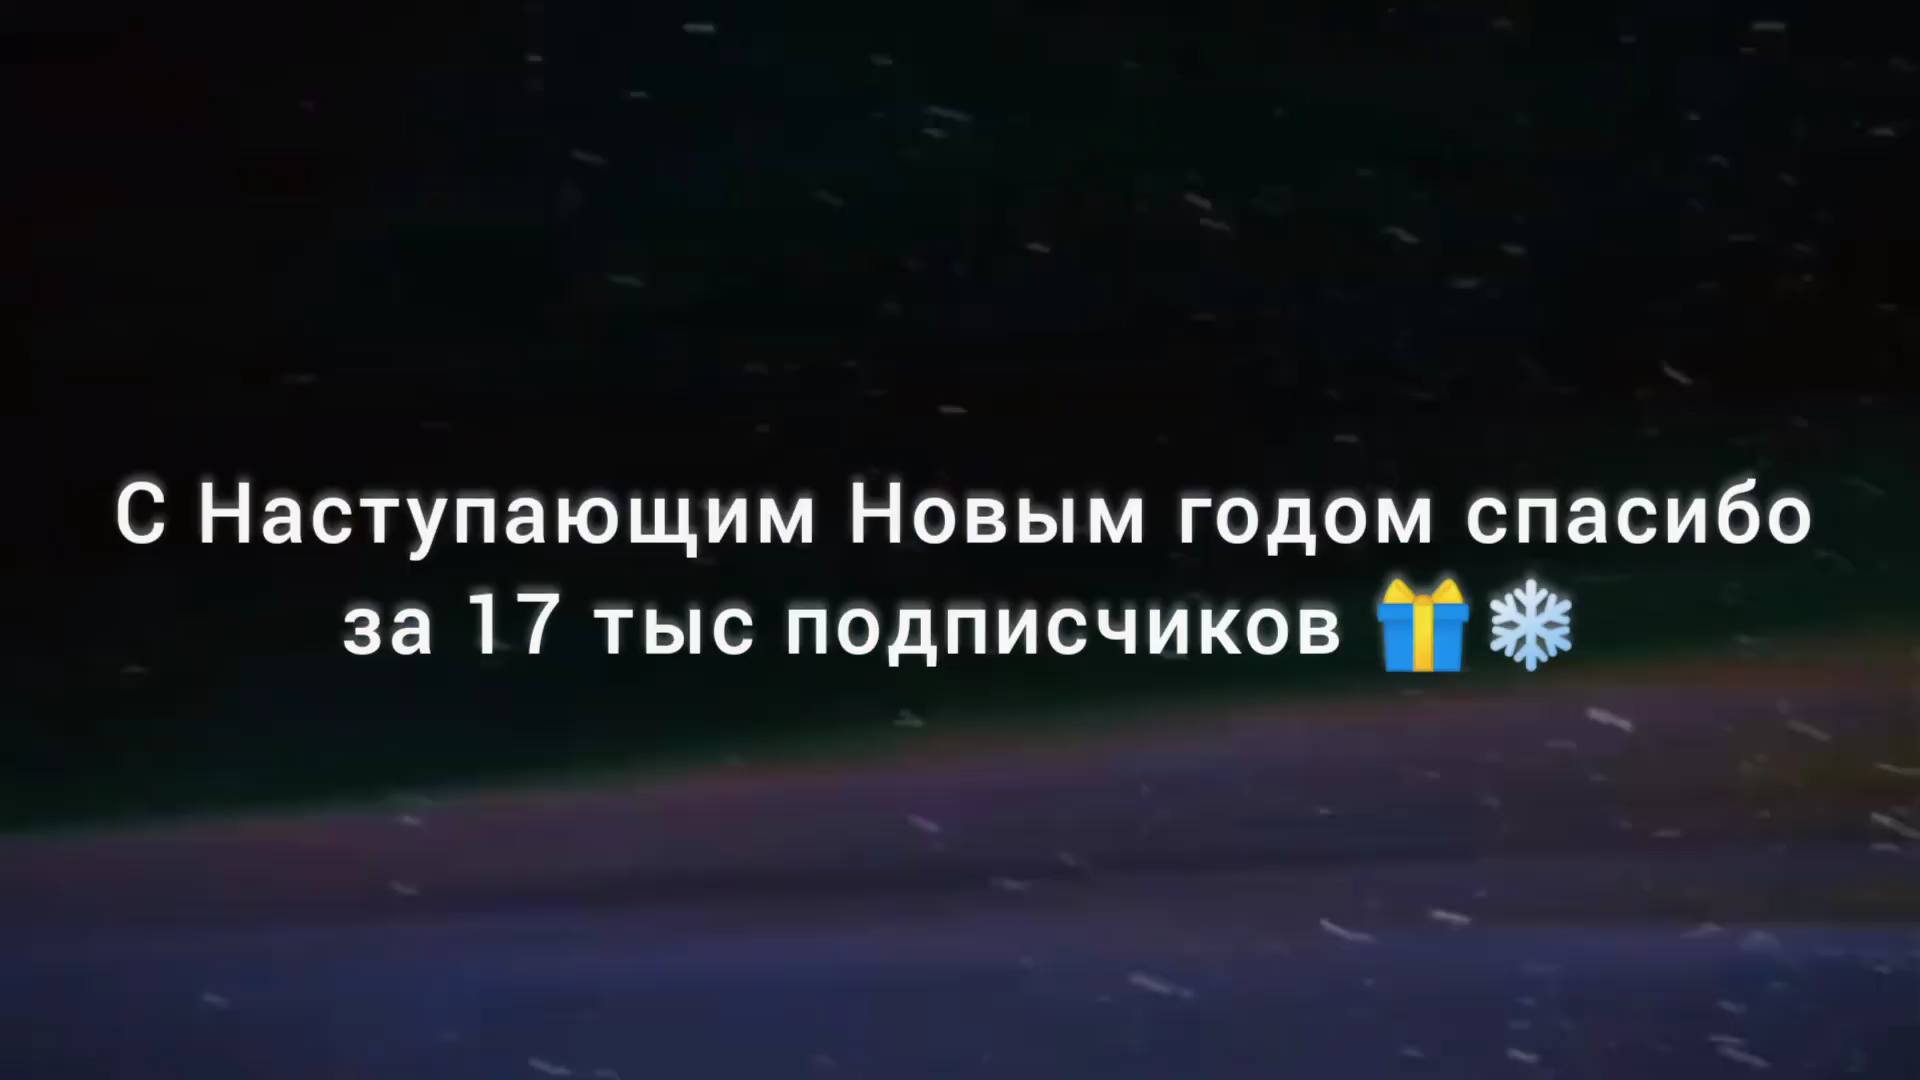 С Наступающим Новым годом спасибо
за 17 тыс подписчиков 🎁❄️